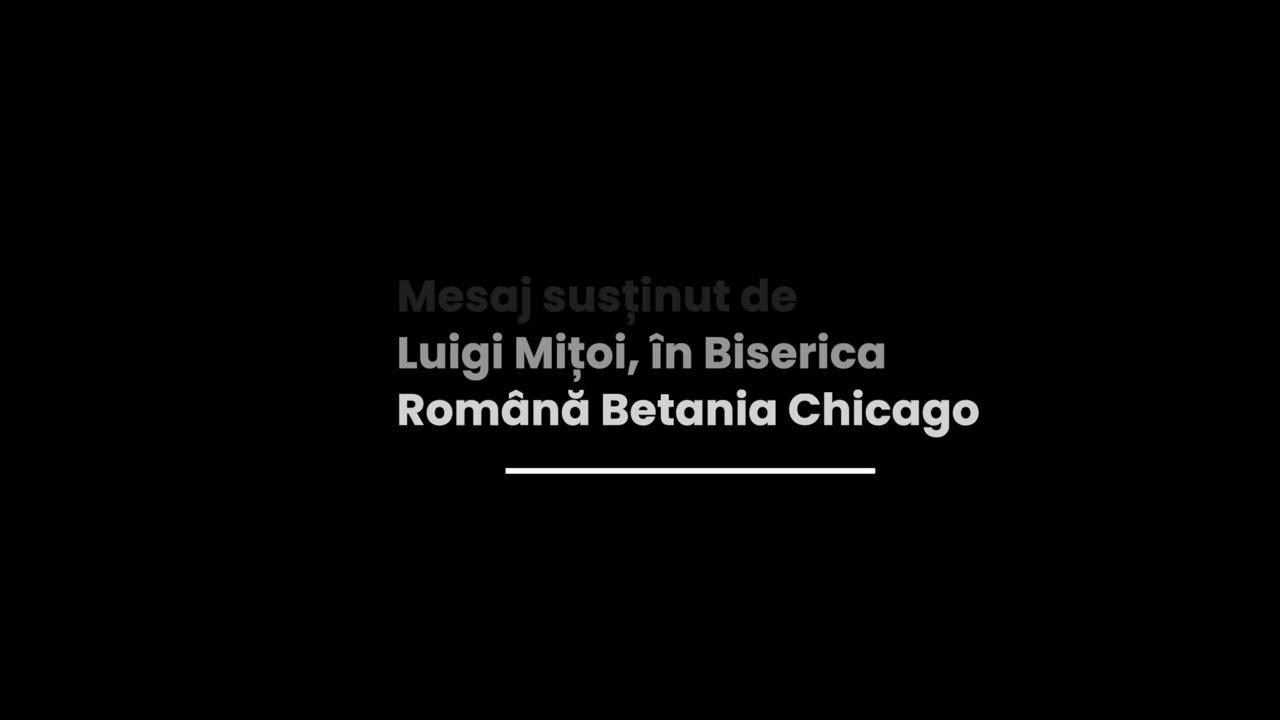 Mesaj susținut de
Luigi Mițoi, în Biserica
Română Betania Chicago